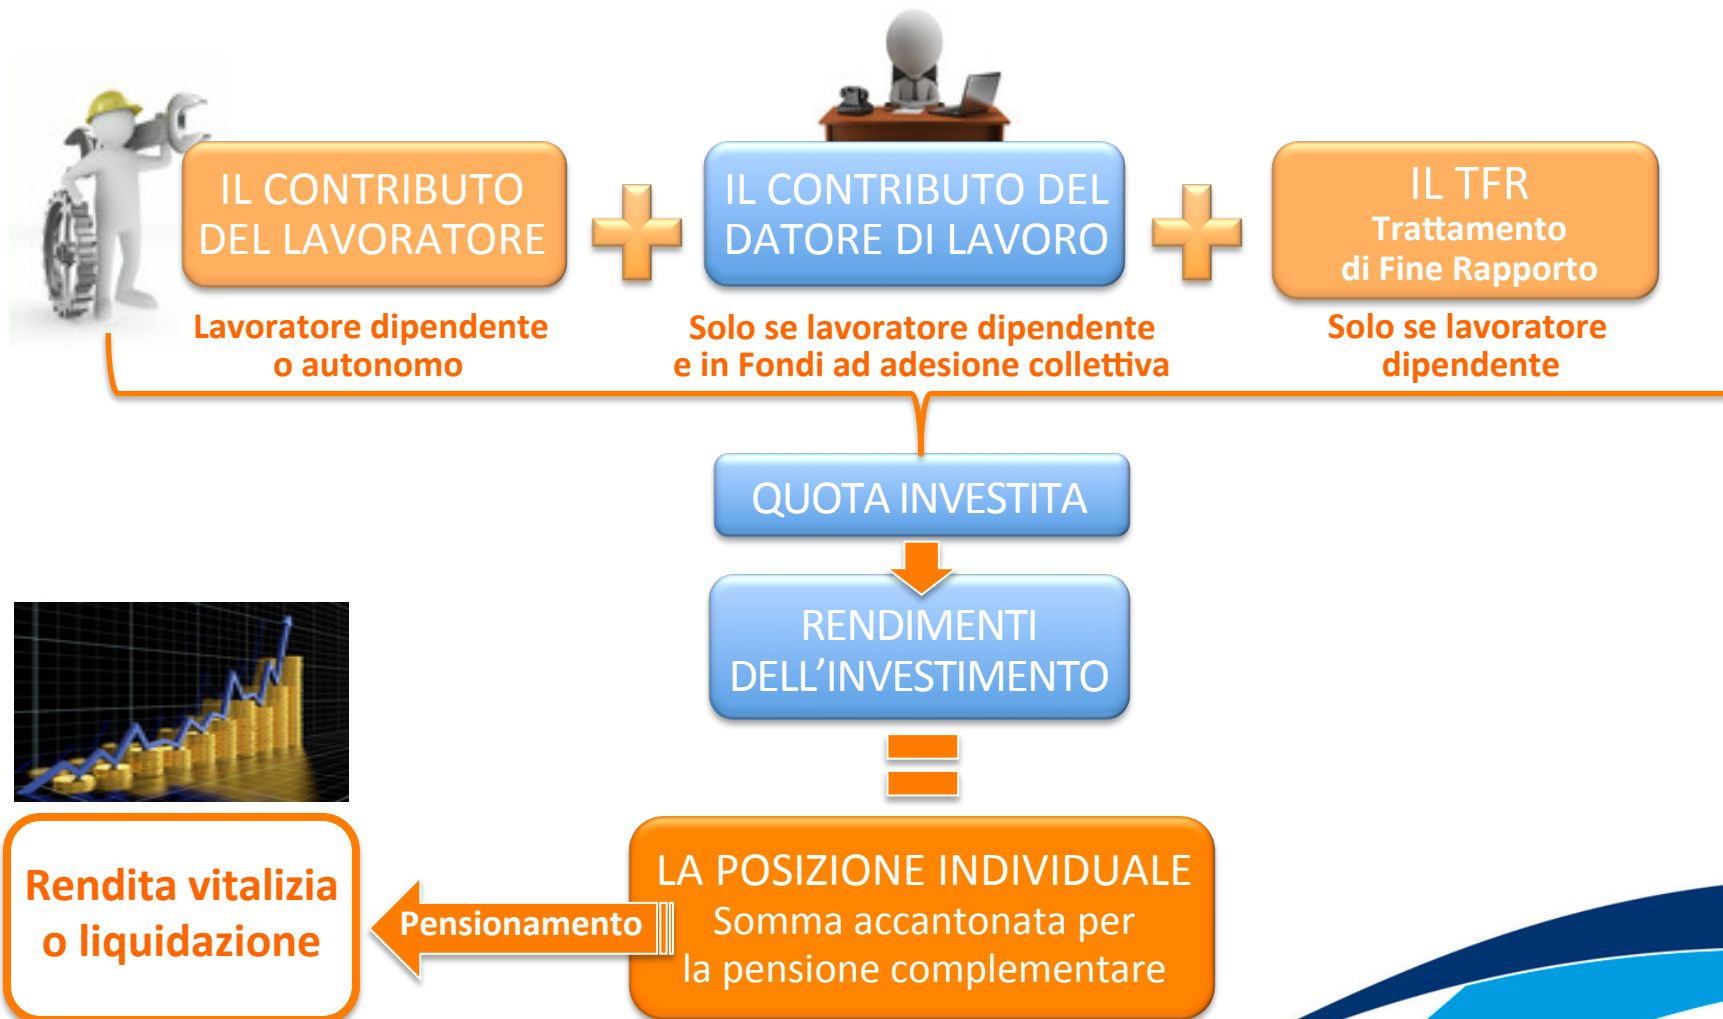 IL CONTRIBUTO
DEL LAVORATORE
IL CONTRIBUTO DEL
DATORE DI LAVORO
IL TFR
Trattamento
di Fine Rapporto
Lavoratore dipendente
o autonomo
Solo se lavoratore dipendente
e in Fondi ad adesione collettiva
Solo se lavoratore
dipendente
QUOTA INVESTITA
RENDIMENTI
DELL’INVESTIMENTO
LA POSIZIONE INDIVIDUALE
Somma accantonata per
la pensione complementare
Pensionamento
Rendita vitalizia
o liquidazione